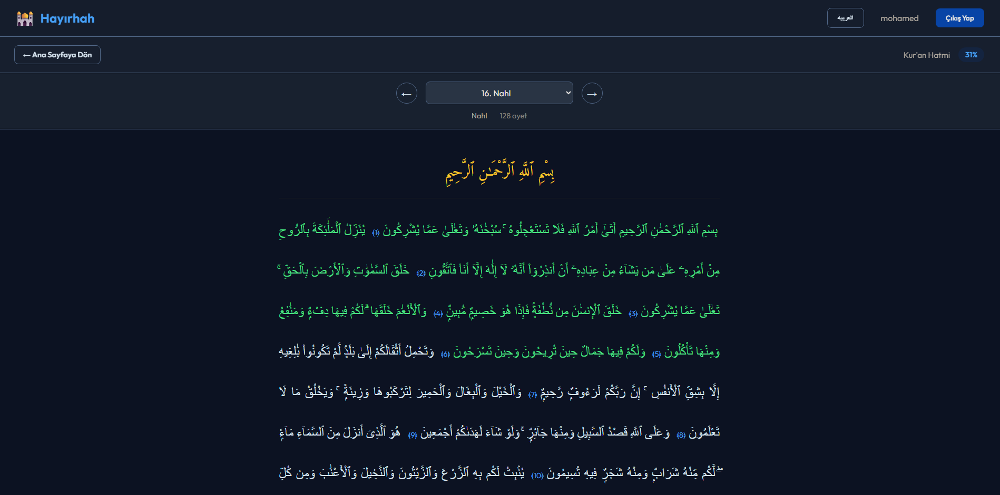 Hayırhah
العربية
mohamed
Çıkış Yap
← Ana Sayfaya Dön
Kur'an Hatmi 31%
←
16. Nahl
→
Nahl 128 ayet
بِسْمِ ٱللَّهِ ٱلرَّحْمَـٰنِ ٱلرَّحِيمِ
بِسْمِ ٱللَّهِ ٱلرَّحْمَٰنِ ٱلرَّحِيمِ أَتَىٰٓ أَمْرُ ٱللَّهِ فَلَا تَسْتَعْجِلُوهُ ۚ سُبْحَٰنَهُۥ وَتَعَٰلَىٰ عَمَّا يُشْرِكُونَ ﴿1﴾ يُنَزِّلُ ٱلْمَلَٰٓئِكَةَ بِٱلرُّوحِ
مِنْ أَمْرِهِۦ عَلَىٰ مَن يَشَآءُ مِنْ عِبَادِهِۦٓ أَنْ أَنذِرُوٓا۟ أَنَّهُۥ لَآ إِلَٰهَ إِلَّآ أَنَا۠ فَٱتَّقُونِ ﴿2﴾ خَلَقَ ٱلسَّمَٰوَٰتِ وَٱلْأَرْضَ بِٱلْحَقِّ ۚ
تَعَٰلَىٰ عَمَّا يُشْرِكُونَ ﴿3﴾ خَلَقَ ٱلْإِنسَٰنَ مِن نُّطْفَةٍۢ فَإِذَا هُوَ خَصِيمٌۭ مُّبِينٌۭ ﴿4﴾ وَٱلْأَنْعَٰمَ خَلَقَهَا ۗ لَكُمْ فِيهَا دِفْءٌۭ وَمَنَٰفِعُ
وَمِنْهَا تَأْكُلُونَ ﴿5﴾ وَلَكُمْ فِيهَا جَمَالٌ حِينَ تُرِيحُونَ وَحِينَ تَسْرَحُونَ ﴿6﴾ وَتَحْمِلُ أَثْقَالَكُمْ إِلَىٰ بَلَدٍۢ لَّمْ تَكُونُوا۟ بَٰلِغِيهِ
إِلَّا بِشِقِّ ٱلْأَنفُسِ ۚ إِنَّ رَبَّكُمْ لَرَءُوفٌۭ رَّحِيمٌۭ ﴿7﴾ وَٱلْخَيْلَ وَٱلْبِغَالَ وَٱلْحَمِيرَ لِتَرْكَبُوهَا وَزِينَةًۭ ۚ وَيَخْلُقُ مَا لَا
تَعْلَمُونَ ﴿8﴾ وَعَلَى ٱللَّهِ قَصْدُ ٱلسَّبِيلِ وَمِنْهَا جَآئِرٌۭ ۚ وَلَوْ شَآءَ لَهَدَىٰكُمْ أَجْمَعِينَ ﴿9﴾ هُوَ ٱلَّذِىٓ أَنزَلَ مِنَ ٱلسَّمَآءِ مَآءًۭ
ۖ لَّكُم مِّنْهُ شَرَابٌۭ وَمِنْهُ شَجَرٌۭ فِيهِ تُسِيمُونَ ﴿10﴾ يُنۢبِتُ لَكُم بِهِ ٱلزَّرْعَ وَٱلزَّيْتُونَ وَٱلنَّخِيلَ وَٱلْأَعْنَٰبَ وَمِن كُلِّ